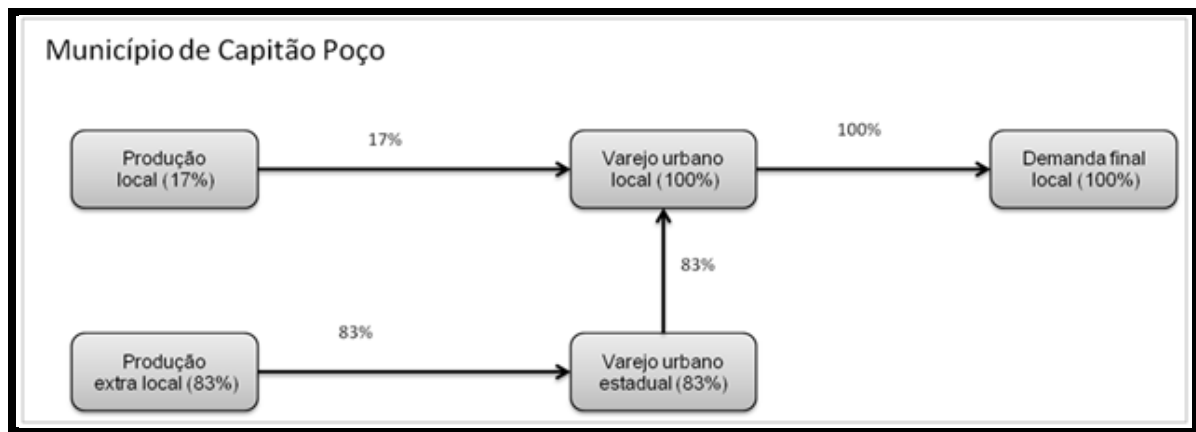 Município de Capitão Poço
17%
100%
Produção
local (17%)
Varejo urbano
local (100%)
Demanda final
local (100%)
83%
83%
Produção
extra local (83%)
Varejo urbano
estadual (83%)